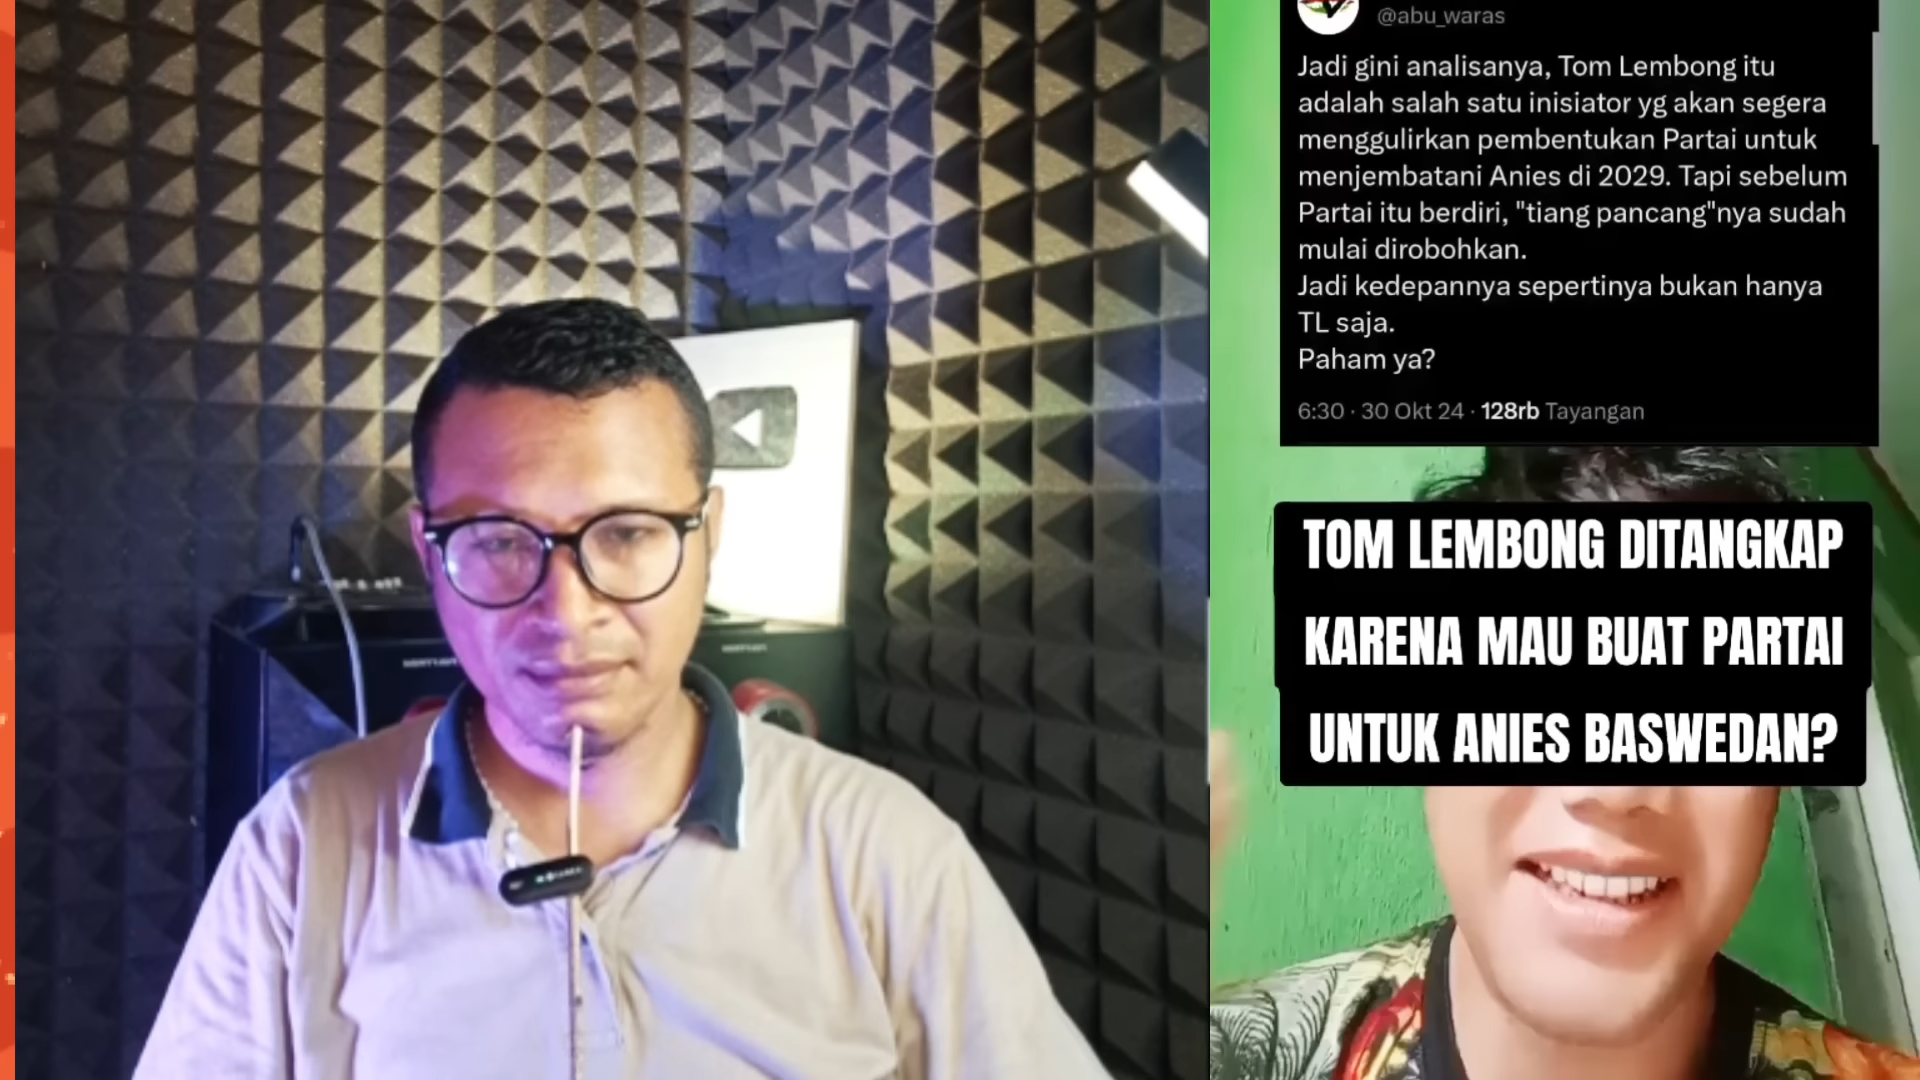 @abu_waras
Jadi gini analisanya, Tom Lembong itu
adalah salah satu inisiator yg akan segera
menggulirkan pembentukan Partai untuk
menjembatani Anies di 2029. Tapi sebelum
Partai itu berdiri, "tiang pancang"nya sudah
mulai dirobohkan.
Jadi kedepannya sepertinya bukan hanya
TL saja.
Paham ya?
6:30 · 30 Okt 24 · 128rb Tayangan
TOM LEMBONG DITANGKAP
KARENA MAU BUAT PARTAI
UNTUK ANIES BASWEDAN?